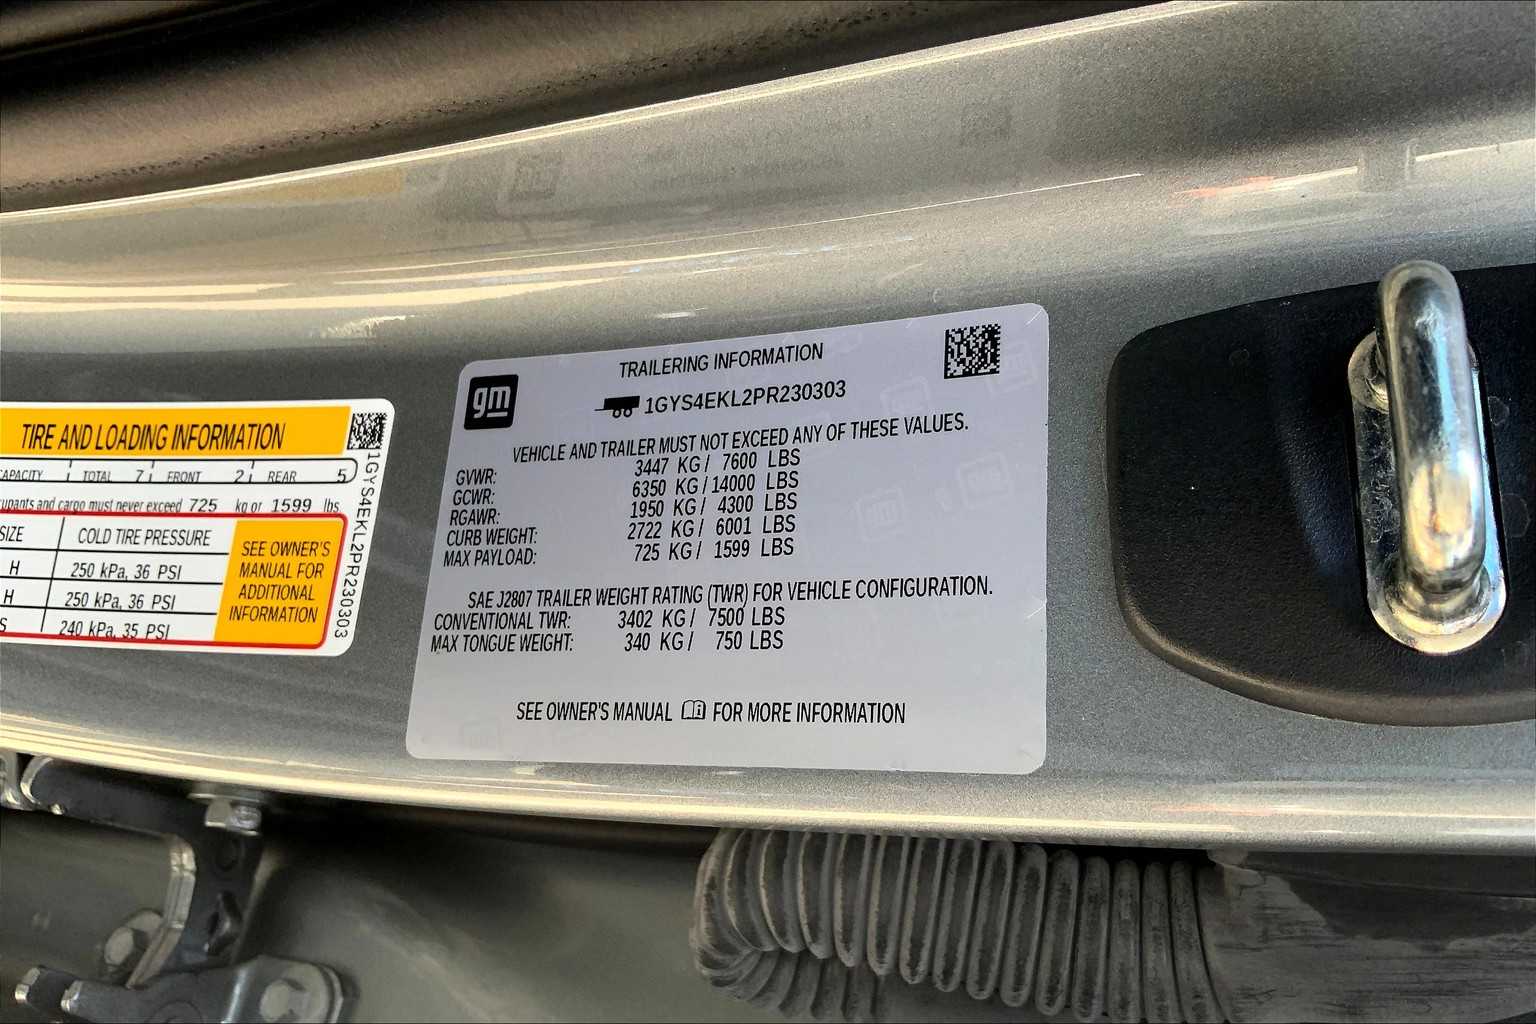 TIRE AND LOADING INFORMATION
CAPACITY TOTAL 7 FRONT 2 REAR 5
and cargo must never exceed 725 kg or 1599 lbs
SIZE COLD TIRE PRESSURE
H 250 kPa, 36 PSI
H 250 kPa, 36 PSI
S 240 kPa, 35 PSI
SEE OWNER'S
MANUAL FOR
ADDITIONAL
INFORMATION
1GYS4EKL2PR230303
gm
TRAILERING INFORMATION
1GYS4EKL2PR230303
VEHICLE AND TRAILER MUST NOT EXCEED ANY OF THESE VALUES.
GVWR: 3447 KG / 7600 LBS
GCWR: 6350 KG / 14000 LBS
RGAWR: 1950 KG / 4300 LBS
CURB WEIGHT: 2722 KG / 6001 LBS
MAX PAYLOAD: 725 KG / 1599 LBS
SAE J2807 TRAILER WEIGHT RATING (TWR) FOR VEHICLE CONFIGURATION.
CONVENTIONAL TWR: 3402 KG / 7500 LBS
MAX TONGUE WEIGHT: 340 KG / 750 LBS
SEE OWNER'S MANUAL FOR MORE INFORMATION